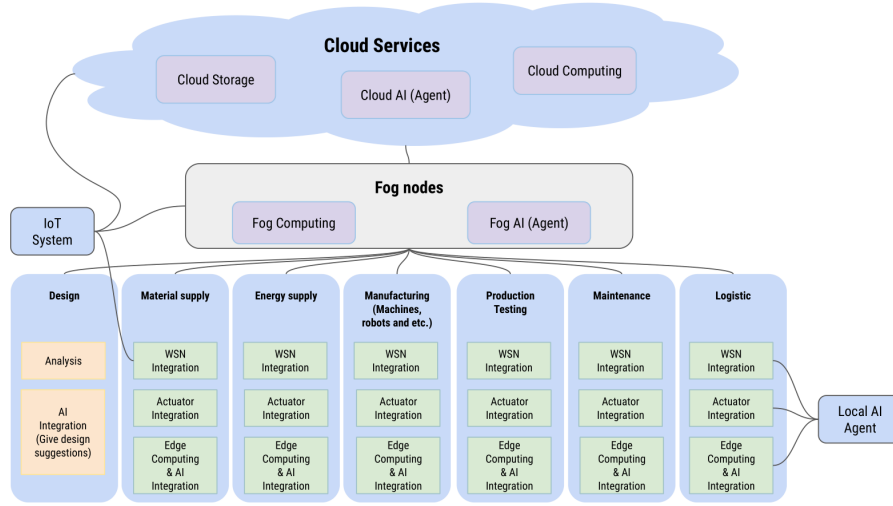 Cloud Services
Cloud Storage
Cloud AI (Agent)
Cloud Computing
Fog nodes
Fog Computing
Fog AI (Agent)
IoT
System
Design
Analysis
AI
Integration
(Give design
suggestions)
Material supply
WSN
Integration
Actuator
Integration
Edge
Computing
& AI
Integration
Energy supply
WSN
Integration
Actuator
Integration
Edge
Computing
& AI
Integration
Manufacturing
(Machines,
robots and etc.)
WSN
Integration
Actuator
Integration
Edge
Computing
& AI
Integration
Production
Testing
WSN
Integration
Actuator
Integration
Edge
Computing
& AI
Integration
Maintenance
WSN
Integration
Actuator
Integration
Edge
Computing
& AI
Integration
Logistic
WSN
Integration
Actuator
Integration
Edge
Computing
& AI
Integration
Local AI
Agent